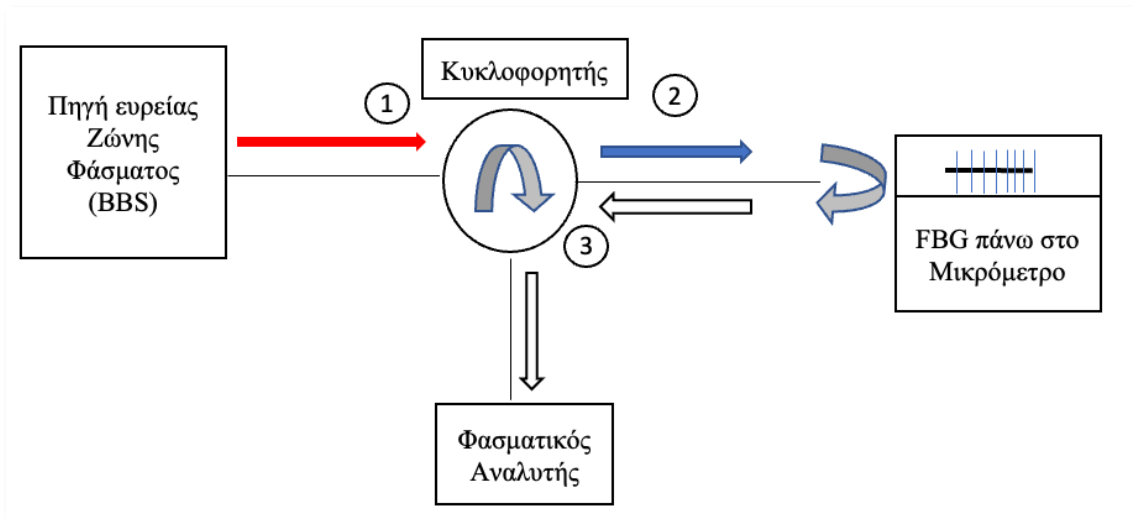 Πηγή ευρείας
Ζώνης
Φάσματος
(BBS)
1
Κυκλοφορητής
2
3
FBG πάνω στο
Μικρόμετρο
Φασματικός
Αναλυτής